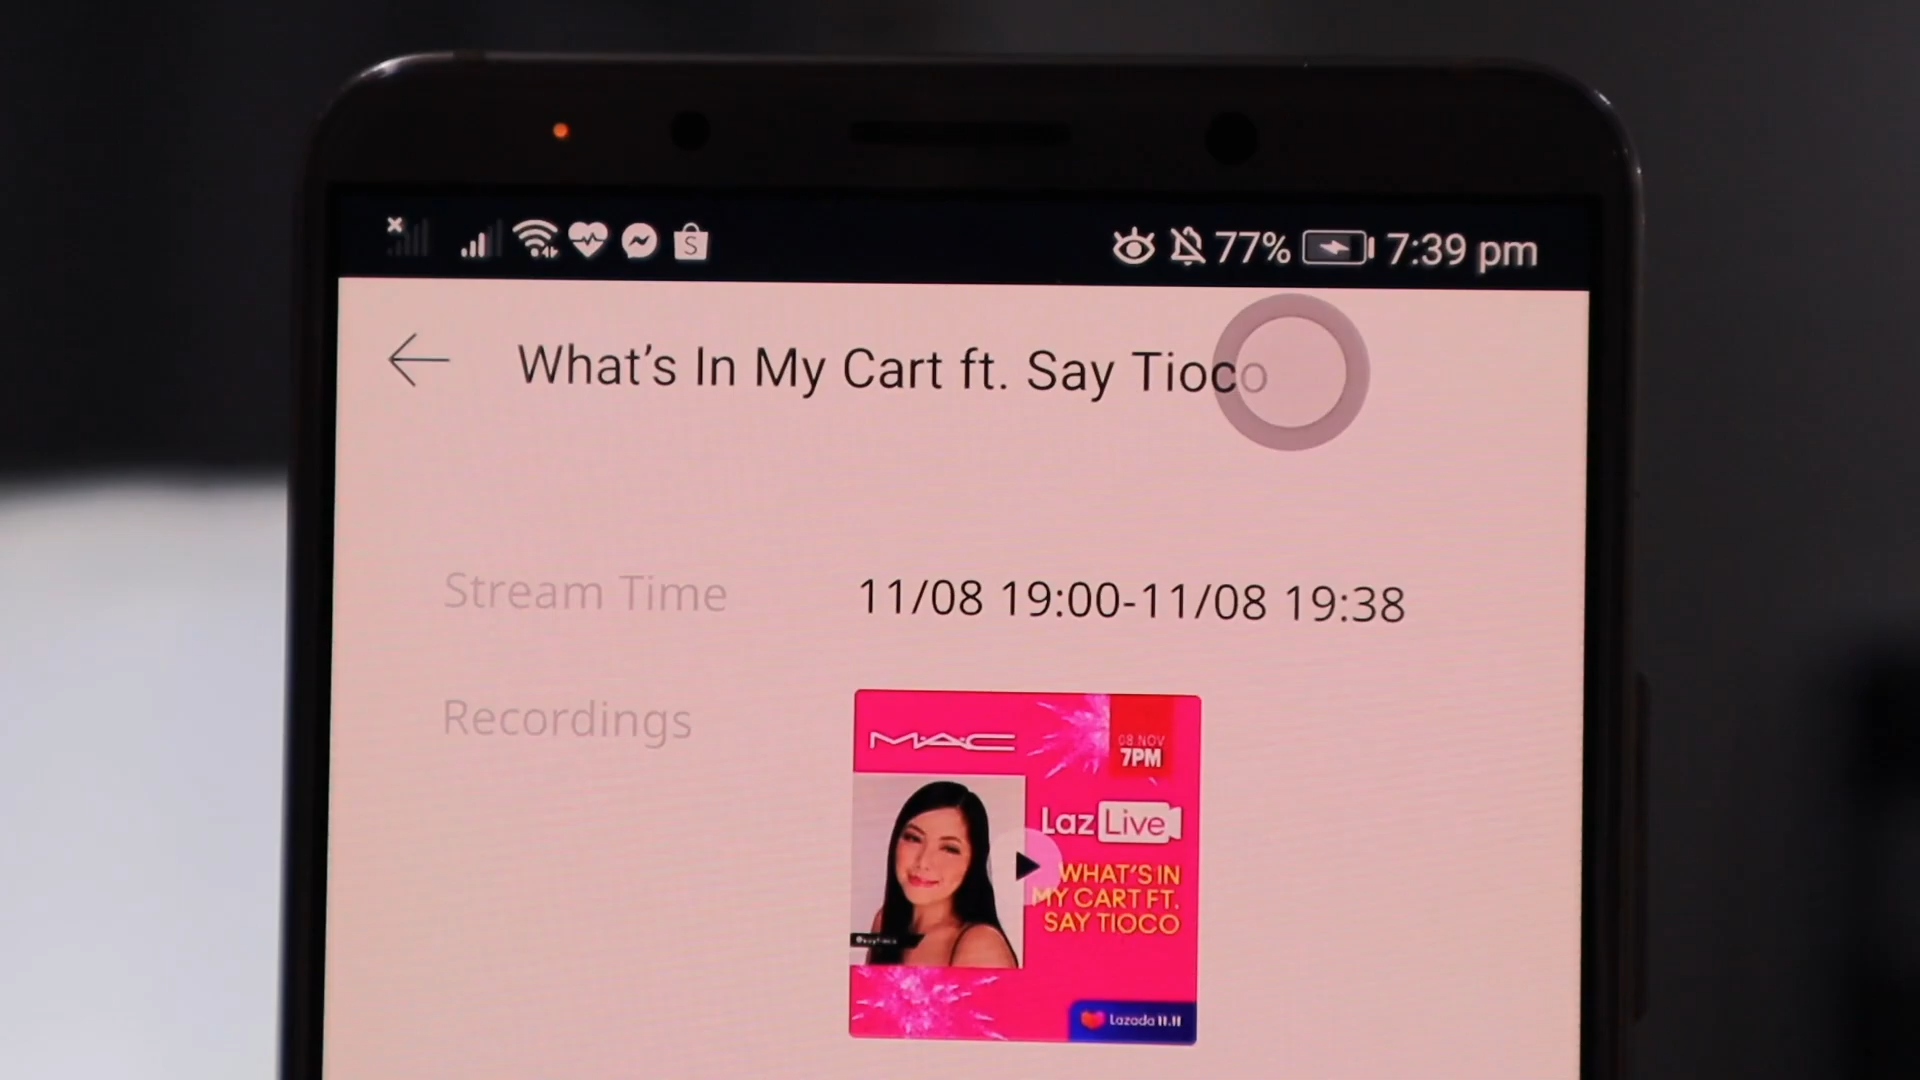 77% 7:39 pm
What's In My Cart ft. Say Tioco
Stream Time 11/08 19:00-11/08 19:38
Recordings
MAC
08 NOV
7PM
Laz Live
WHAT'S IN
MY CART FT.
SAY TIOCO
Lazada 11.11